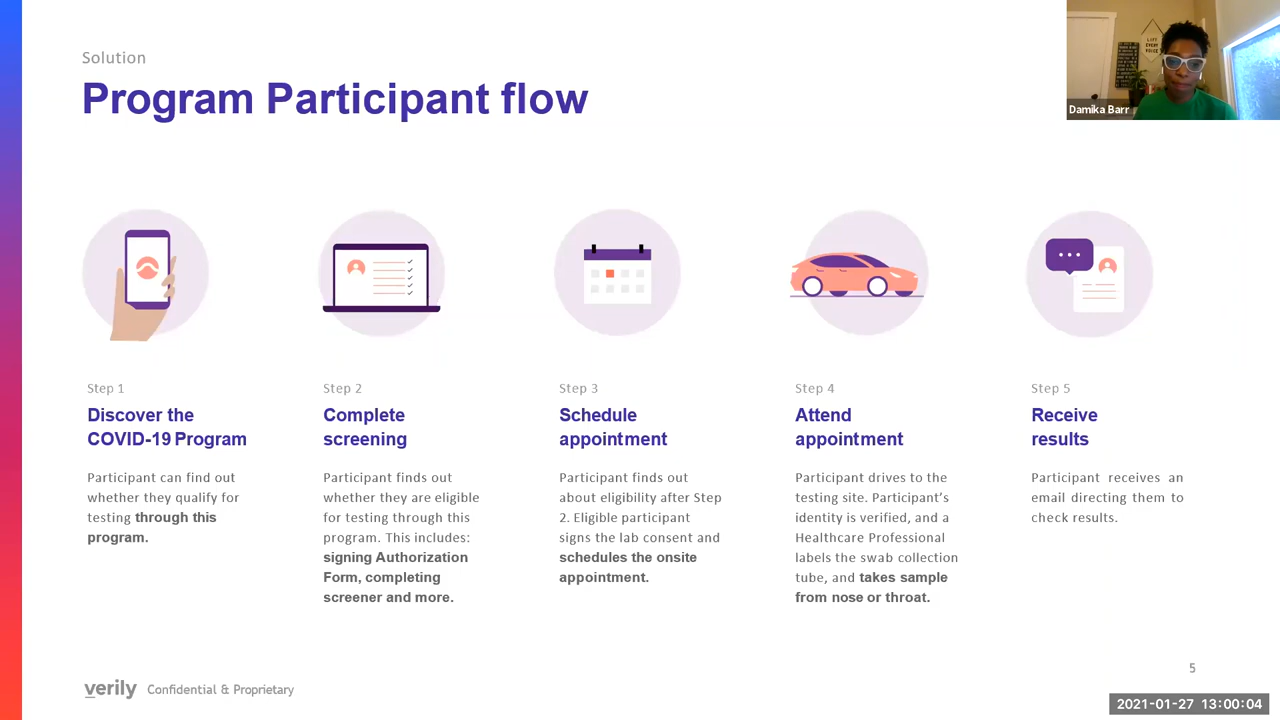 Solution
Program Participant flow
LIFT
EVERY
VOICE
Damika Barr
Step 1
Discover the
COVID-19 Program
Participant can find out
whether they qualify for
testing through this
program.
Step 2
Complete
screening
Participant finds out
whether they are eligible
for testing through this
program. This includes:
signing Authorization
Form, completing
screener and more.
Step 3
Schedule
appointment
Participant finds out
about eligibility after Step
2. Eligible participant
signs the lab consent and
schedules the onsite
appointment.
Step 4
Attend
appointment
Participant drives to the
testing site. Participant’s
identity is verified, and a
Healthcare Professional
labels the swab collection
tube, and takes sample
from nose or throat.
Step 5
Receive
results
Participant receives an
email directing them to
check results.
5
verily Confidential & Proprietary
2021-01-27 13:00:04